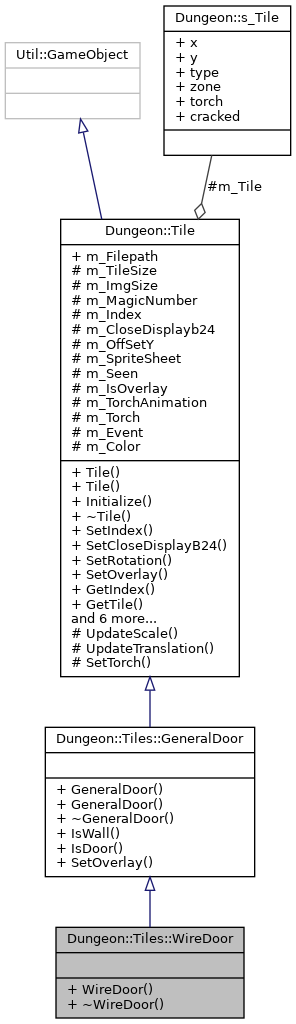 Dungeon::s_Tile
+ x
+ y
+ type
+ zone
+ torch
+ cracked
Util::GameObject
#m_Tile
Dungeon::Tile
+ m_Filepath
# m_TileSize
# m_ImgSize
# m_MagicNumber
# m_Index
# m_CloseDisplayb24
# m_OffSetY
# m_SpriteSheet
# m_Seen
# m_IsOverlay
# m_TorchAnimation
# m_Torch
# m_Event
# m_Color
+ Tile()
+ Tile()
+ Initialize()
+ ~Tile()
+ SetIndex()
+ SetCloseDisplayB24()
+ SetRotation()
+ SetOverlay()
+ GetIndex()
+ GetTile()
and 6 more...
# UpdateScale()
# UpdateTranslation()
# SetTorch()
Dungeon::Tiles::GeneralDoor
+ GeneralDoor()
+ GeneralDoor()
+ ~GeneralDoor()
+ IsWall()
+ IsDoor()
+ SetOverlay()
Dungeon::Tiles::WireDoor
+ WireDoor()
+ ~WireDoor()